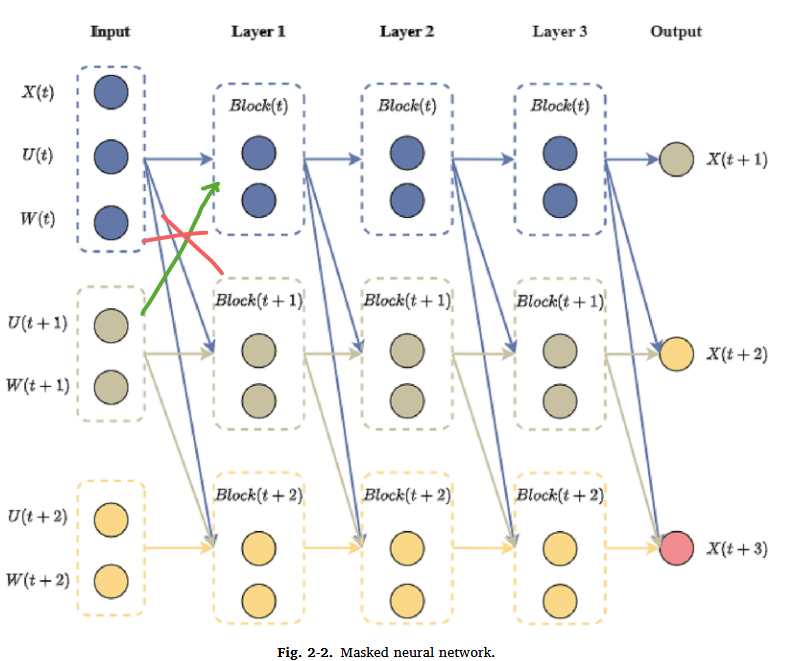 Input Layer 1 Layer 2 Layer 3 Output
X(t)
Block(t) Block(t) Block(t)
U(t) X(t+1)
W(t)
Block(t+1) Block(t+1) Block(t+1)
U(t+1)
X(t+2)
W(t+1)
Block(t+2) Block(t+2) Block(t+2)
U(t+2)
X(t+3)
W(t+2)
Fig. 2-2. Masked neural network.